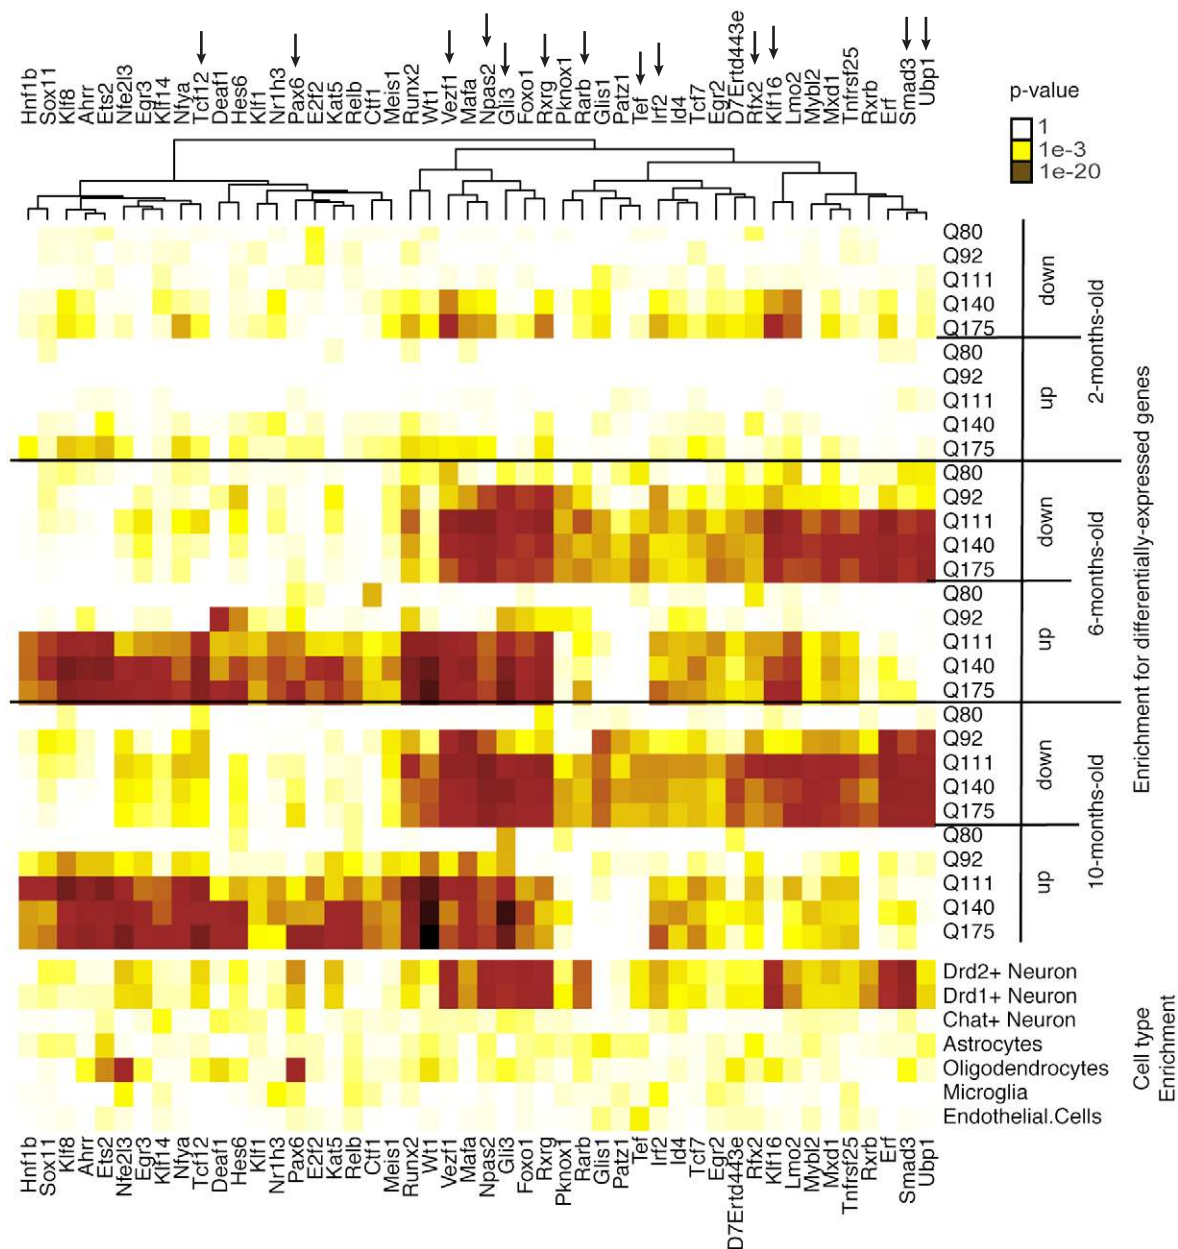 Hnf1b
Sox11
Klf8
Ahrr
Ets2
Nfe2l3
Egr3
Klf14
Nfya
Tcf12
Deaf1
Hes6
Klf1
Nr1h3
Pax6
E2f2
Kat5
Relb
Ctf1
Meis1
Runx2
Wt1
Vezf1
Mafa
Npas2
Gli3
Foxo1
Rxrg
Pknox1
Rarb
Glis1
Patz1
Tef
Irf2
Id4
Tcf7
Egr2
D7Ertd443e
Rfx2
Klf16
Lmo2
Mybl2
Mxd1
Tnfrsf25
Rxrb
Erf
Smad3
Ubp1
p-value
1
1e-3
1e-20
Q80
Q92
Q111
Q140
Q175
down
Q80
Q92
Q111
Q140
Q175
up
2-months-old
Q80
Q92
Q111
Q140
Q175
down
Q80
Q92
Q111
Q140
Q175
up
6-months-old
Q80
Q92
Q111
Q140
Q175
down
Q80
Q92
Q111
Q140
Q175
up
10-months-old
Enrichment for differentially-expressed genes
Drd2+ Neuron
Drd1+ Neuron
Chat+ Neuron
Astrocytes
Oligodendrocytes
Microglia
Endothelial.Cells
Cell type
Enrichment
Hnf1b
Sox11
Klf8
Ahrr
Ets2
Nfe2l3
Egr3
Klf14
Nfya
Tcf12
Deaf1
Hes6
Klf1
Nr1h3
Pax6
E2f2
Kat5
Relb
Ctf1
Meis1
Runx2
Wt1
Vezf1
Mafa
Npas2
Gli3
Foxo1
Rxrg
Pknox1
Rarb
Glis1
Patz1
Tef
Irf2
Id4
Tcf7
Egr2
D7Ertd443e
Rfx2
Klf16
Lmo2
Mybl2
Mxd1
Tnfrsf25
Rxrb
Erf
Smad3
Ubp1